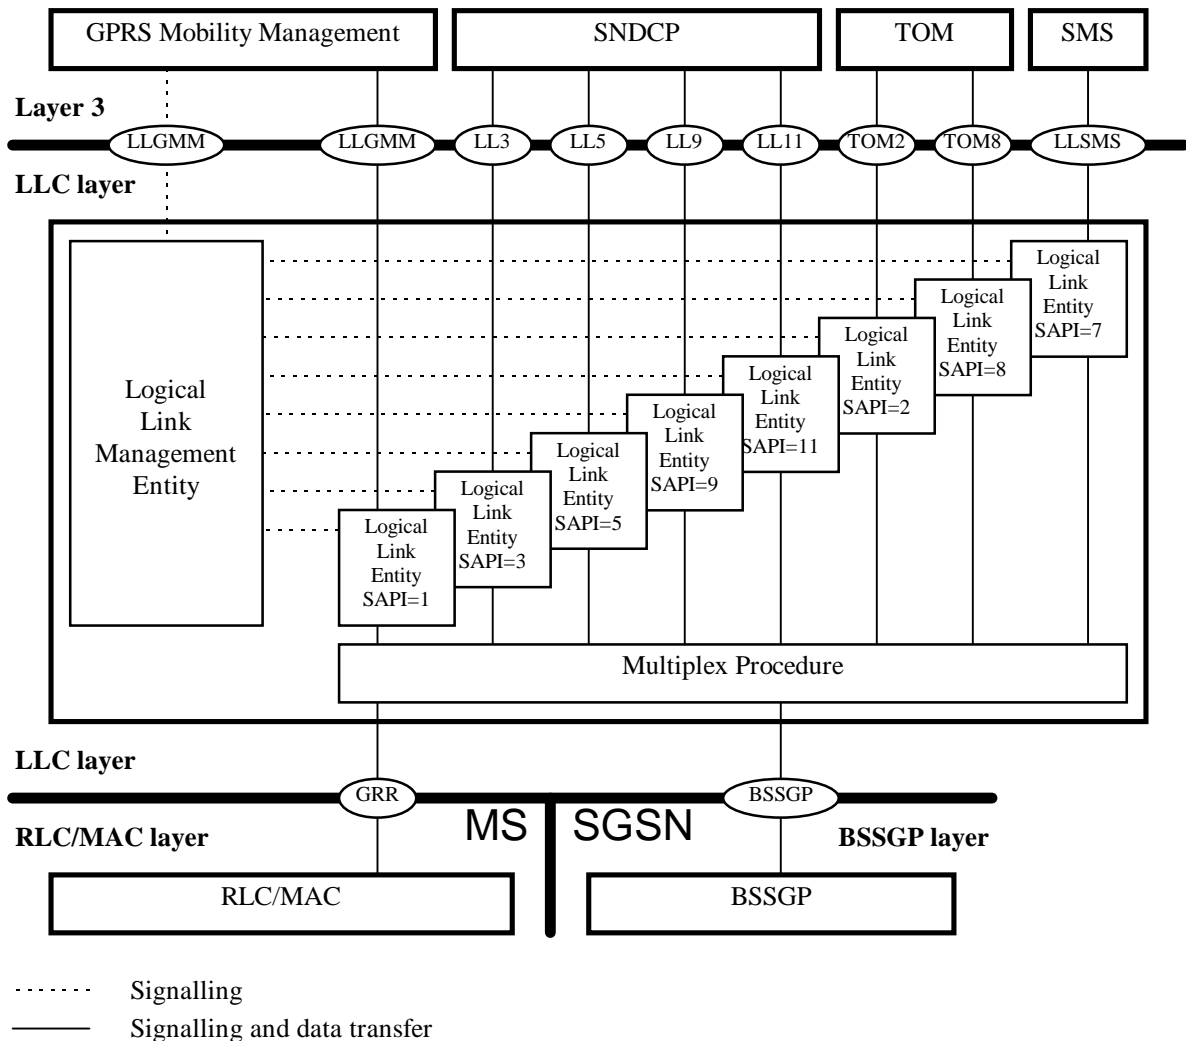 GPRS Mobility Management
SNDCP
TOM
SMS
Layer 3
LLGMM
LLGMM
LL3
LL5
LL9
LL11
TOM2
TOM8
LLSMS
LLC layer
Logical
Link
Management
Entity
Logical
Link
Entity
SAPI=1
Logical
Link
Entity
SAPI=3
Logical
Link
Entity
SAPI=5
Logical
Link
Entity
SAPI=9
Logical
Link
Entity
SAPI=11
Logical
Link
Entity
SAPI=2
Logical
Link
Entity
SAPI=8
Logical
Link
Entity
SAPI=7
Multiplex Procedure
LLC layer
GRR
BSSGP
RLC/MAC layer
MS
SGSN
BSSGP layer
RLC/MAC
BSSGP
Signalling
Signalling and data transfer